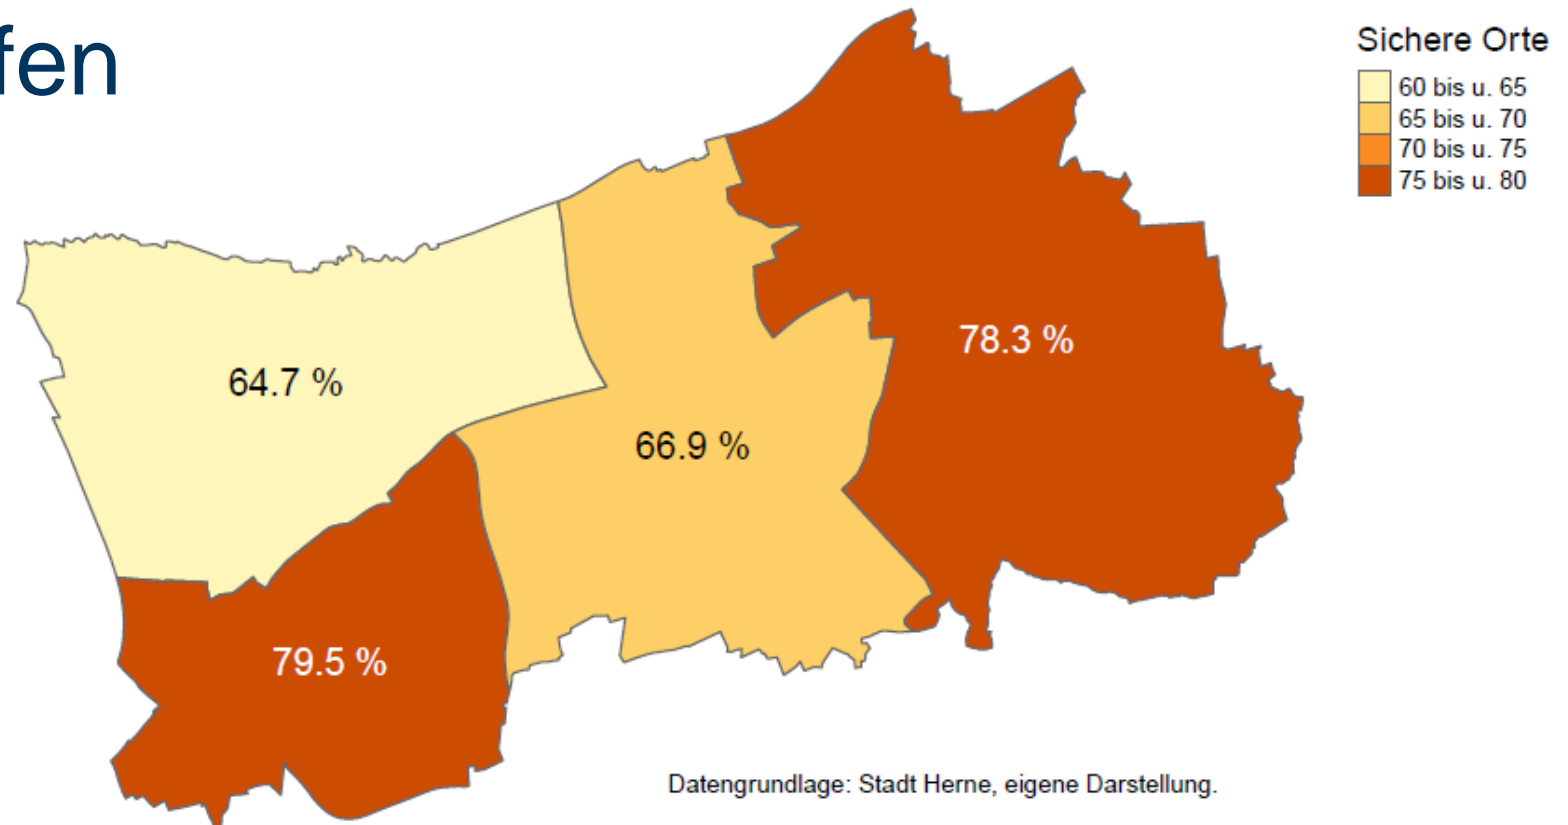 fen
Sichere Orte
60 bis u. 65
65 bis u. 70
70 bis u. 75
75 bis u. 80
78.3 %
64.7 %
66.9 %
79.5 %
Datengrundlage: Stadt Herne, eigene Darstellung.